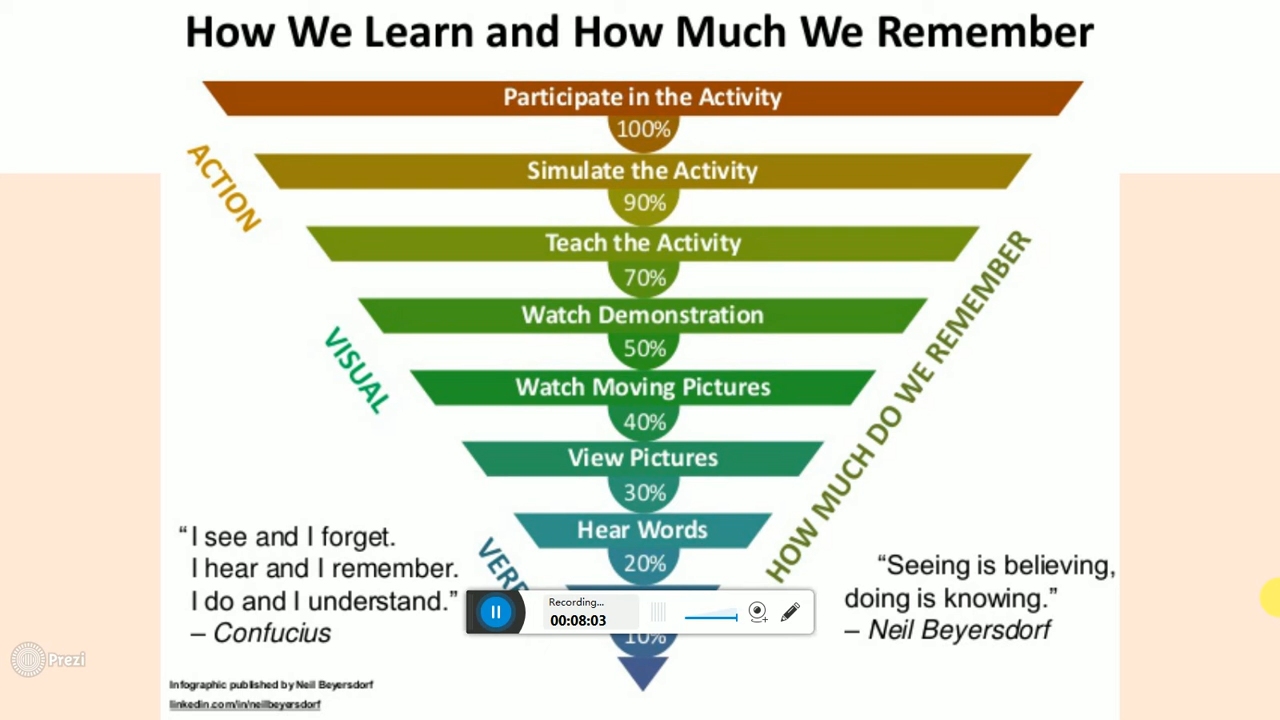 How We Learn and How Much We Remember
Participate in the Activity
100%
ACTION
Simulate the Activity
90%
Teach the Activity
70%
Watch Demonstration
50%
VISUAL
Watch Moving Pictures
40%
View Pictures
30%
HOW MUCH DO WE REMEMBER
Hear Words
20%
10%
“I see and I forget.
I hear and I remember.
I do and I understand.”
– Confucius
“Seeing is believing,
doing is knowing.”
– Neil Beyersdorf
Recording...
00:08:03
Prezi
Infographic published by Neil Beyersdorf
linkedin.com/in/neilbeyersdorf